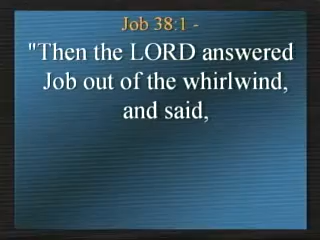 Job 38:1 -
"Then the LORD answered
Job out of the whirlwind,
and said,